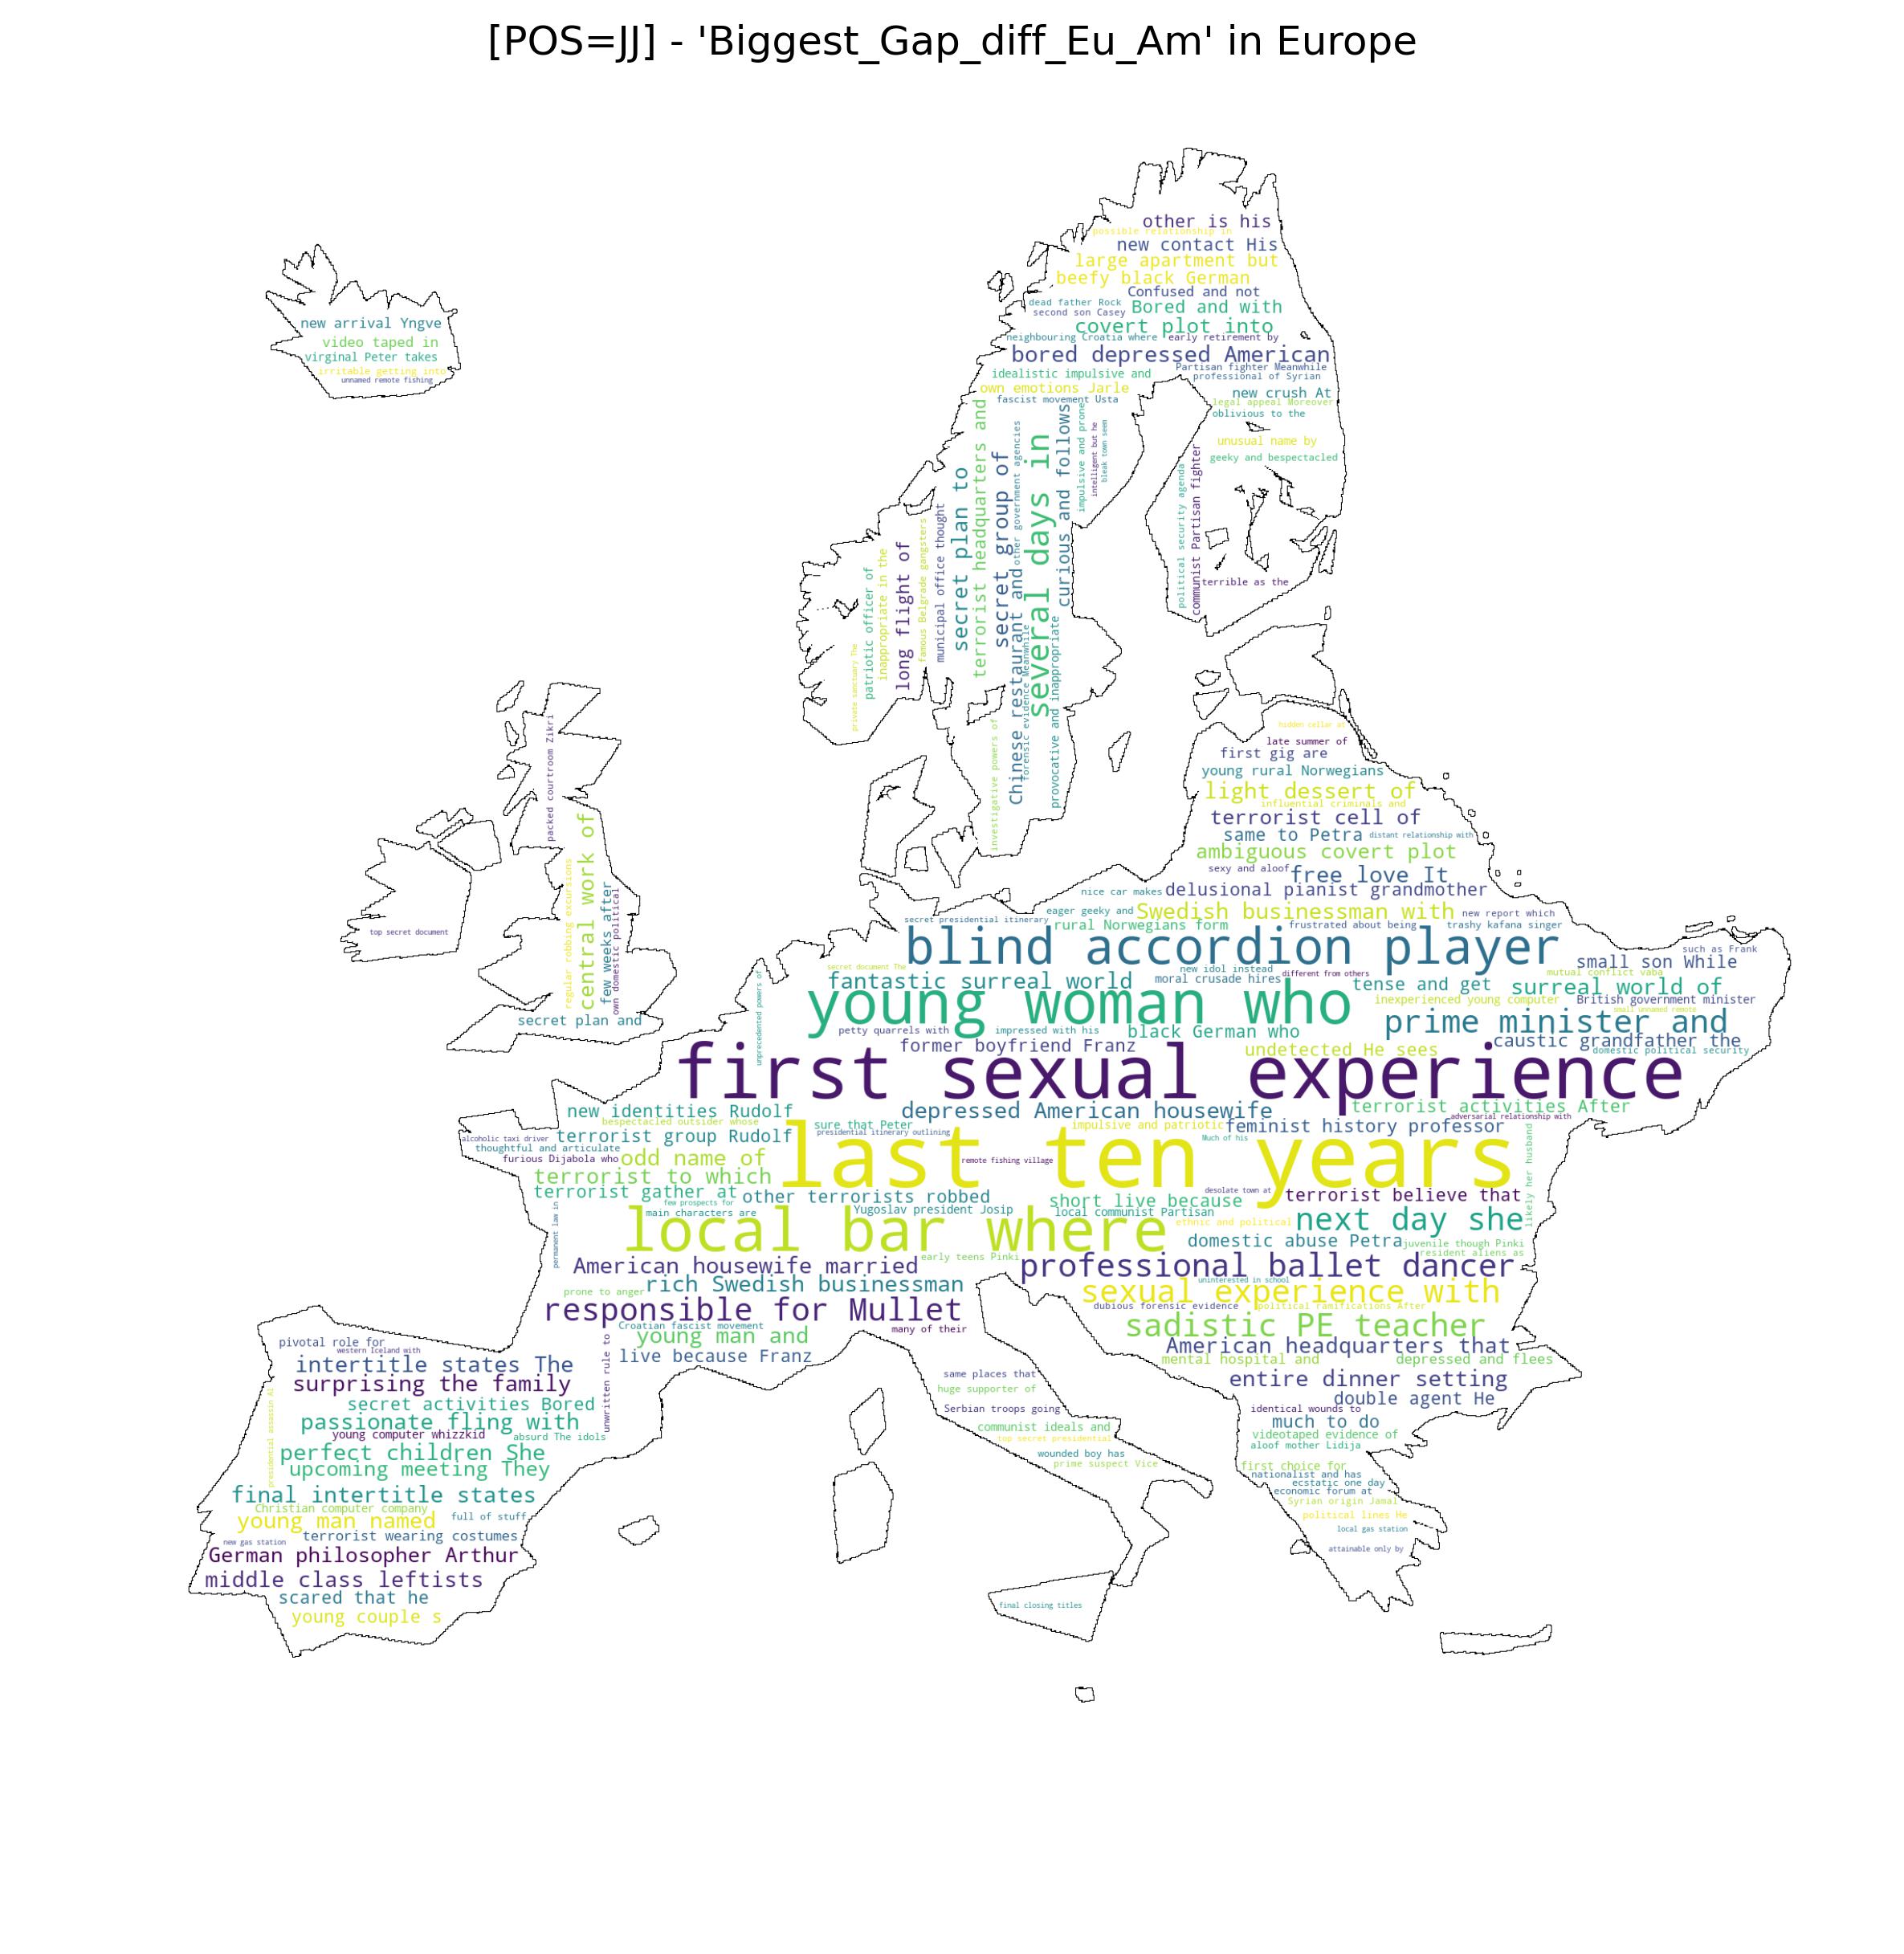 [POS=JJ] - 'Biggest_Gap_diff_Eu_Am' in Europe
other is his
possible relationship in
new contact His
large apartment but
beefy black German
Confused and not
dead father Rock
Bored and with
second son Casey
covert plot into
neighbouring Croatia where
early retirement by
bored depressed American
Partisan fighter Meanwhile
idealistic impulsive and
professional of Syrian
own emotions Jarle
new crush At
fascist movement Usta
legal appeal Moreover
oblivious to the
unusual name by
geeky and bespectacled
new arrival Yngve
video taped in
virginal Peter takes
irritable getting into
unnamed remote fishing
private sanctuary The
patriotic officer of
inappropriate in the
long flight of
famous Belgrade gangsters
municipal office thought
secret plan to
terrorist headquarters and
investigative powers of
secret group of
Chinese restaurant and
other government agencies
forensic evidence Meanwhile
several days in
provocative and inappropriate
curious and follows
impulsive and prone
intelligent but he
bleak town seen
political security agenda
communist Partisan fighter
terrible as the
packed courtroom Zikri
regular robbing excursions
central work of
few weeks after
own domestic political
secret plan and
top secret document
hidden cellar at
late summer of
first gig are
young rural Norwegians
light dessert of
influential criminals and
terrorist cell of
same to Petra
distant relationship with
ambiguous covert plot
sexy and aloof
free love It
nice car makes
delusional pianist grandmother
eager geeky and
Swedish businessman with
new report which
secret presidential itinerary
rural Norwegians form
frustrated about being
trashy kafana singer
blind accordion player
such as Frank
small son While
secret document The
new idol instead
different from others
mutual conflict vaba
fantastic surreal world
moral crusade hires
tense and get
surreal world of
unprecedented powers of
young woman who
inexperienced young computer
British government minister
small unnamed remote
prime minister and
petty quarrels with
impressed with his
black German who
former boyfriend Franz
undetected He sees
caustic grandfather the
domestic political security
first sexual experience
new identities Rudolf
depressed American housewife
terrorist activities After
adversarial relationship with
bespectacled outsider whose
sure that Peter
impulsive and patriotic
feminist history professor
alcoholic taxi driver
terrorist group Rudolf
presidential itinerary outlining
Much of his
thoughtful and articulate
likely her husband
furious Dijabola who
odd name of
last ten years
remote fishing village
terrorist to which
terrorist gather at
other terrorists robbed
short live because
desolate town at
terrorist believe that
few prospects for
permanent law in
main characters are
Yugoslav president Josip
local communist Partisan
local bar where
ethnic and political
next day she
domestic abuse Petra
juvenile though Pinki
resident aliens as
early teens Pinki
American housewife married
professional ballet dancer
rich Swedish businessman
uninterested in school
prone to anger
sexual experience with
responsible for Mullet
dubious forensic evidence
political ramifications After
Croatian fascist movement
many of their
sadistic PE teacher
young man and
unwritten rule to
American headquarters that
live because Franz
mental hospital and
depressed and flees
pivotal role for
western Iceland with
intertitle states The
same places that
entire dinner setting
surprising the family
huge supporter of
double agent He
presidential assassin Al
secret activities Bored
Serbian troops going
identical wounds to
passionate fling with
communist ideals and
much to do
young computer whizzkid
absurd The idols
top secret presidential
videotaped evidence of
aloof mother Lidija
perfect children She
wounded boy has
upcoming meeting They
prime suspect Vice
first choice for
nationalist and has
ecstatic one day
final intertitle states
economic forum at
Syrian origin Jamal
Christian computer company
young man named
full of stuff
political lines He
terrorist wearing costumes
local gas station
new gas station
German philosopher Arthur
attainable only by
middle class leftists
scared that he
final closing titles
young couple s